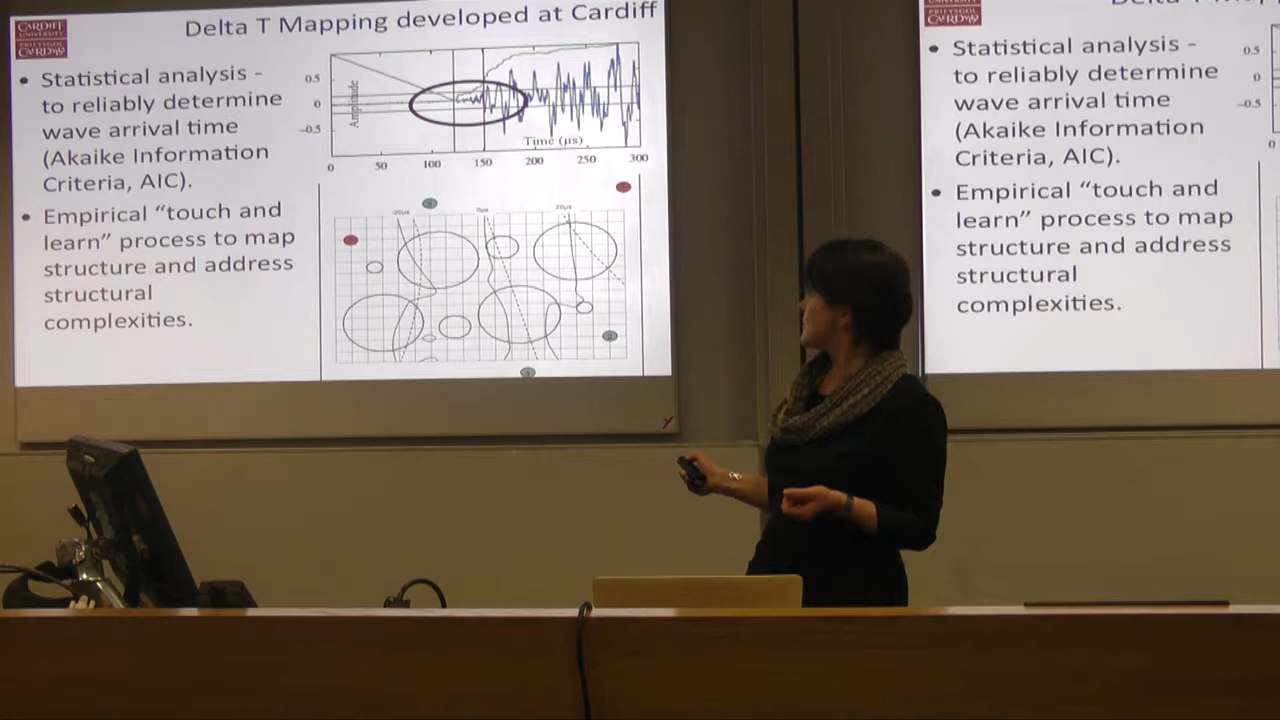 CARDIFF
UNIVERSITY
PRIFYSGOL
CAERDYDD
Delta T Mapping developed at Cardiff
• Statistical analysis -
to reliably determine
wave arrival time
(Akaike Information
Criteria, AIC).
• Empirical “touch and
learn” process to map
structure and address
structural
complexities.
Amplitude
0.5
0
−0.5
Time (μs)
0 50 100 150 200 250 300
-20μs 0μs 20μs
• Statistical analysis -
to reliably determine
wave arrival time
(Akaike Information
Criteria, AIC).
• Empirical “touch and
learn” process to map
structure and address
structural
complexities.
0.5
0
−0.5
0